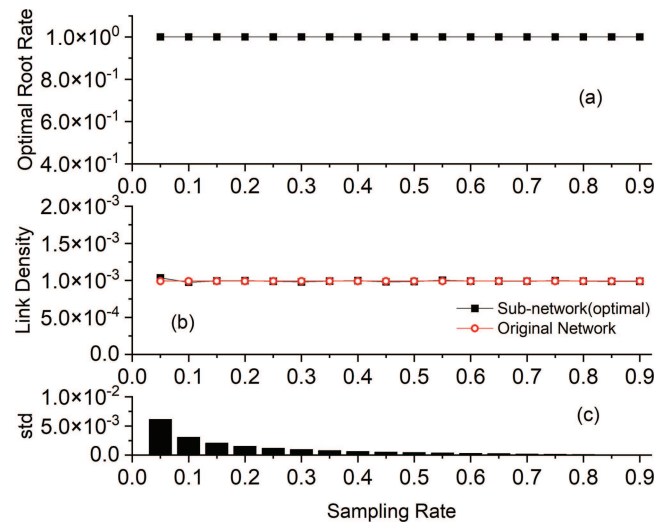 Optimal Root Rate
1.0×10⁰
8.0×10⁻¹
6.0×10⁻¹
4.0×10⁻¹
(a)
0.0 0.1 0.2 0.3 0.4 0.5 0.6 0.7 0.8 0.9
Link Density
2.0×10⁻³
1.5×10⁻³
1.0×10⁻³
5.0×10⁻⁴
0.0
(b)
Sub-network(optimal)
Original Network
0.0 0.1 0.2 0.3 0.4 0.5 0.6 0.7 0.8 0.9
std
1.0×10⁻²
5.0×10⁻³
0.0
(c)
0.0 0.1 0.2 0.3 0.4 0.5 0.6 0.7 0.8 0.9
Sampling Rate